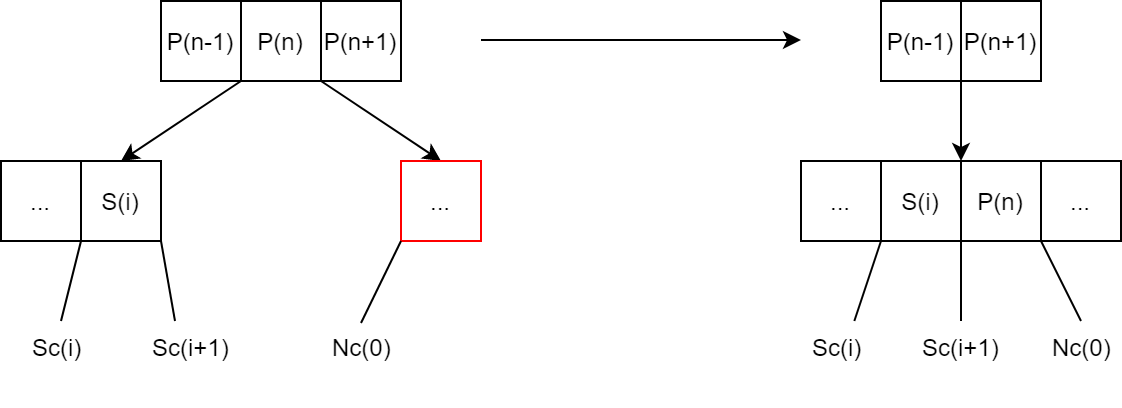 P(n-1) P(n) P(n+1) P(n-1) P(n+1)
... S(i) ... ... S(i) P(n) ...
Sc(i) Sc(i+1) Nc(0) Sc(i) Sc(i+1) Nc(0)